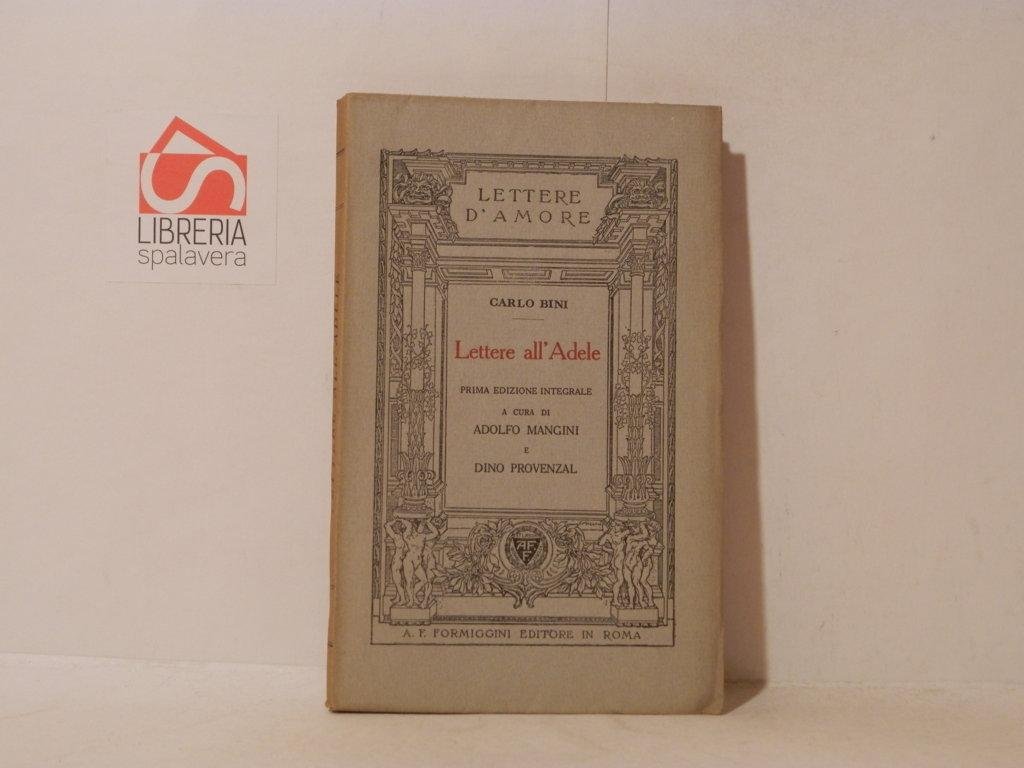 LIBRERIA
spalavera
LETTERE
D'AMORE
CARLO BINI
Lettere all'Adele
PRIMA EDIZIONE INTEGRALE
A CURA DI
ADOLFO MANGINI
E
DINO PROVENZAL
AFF
A. F. FORMIGGINI EDITORE IN ROMA